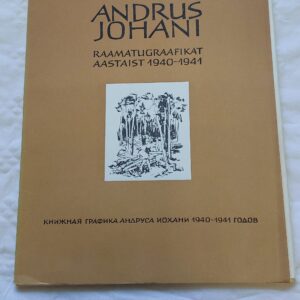 ANDRUS
JOHANI
RAAMATUGRAAFIKAT
AASTAIST 1940-1941
КНИЖНАЯ ГРАФИКА АНДРУСА ИОХАНИ 1940-1941 ГОДОВ